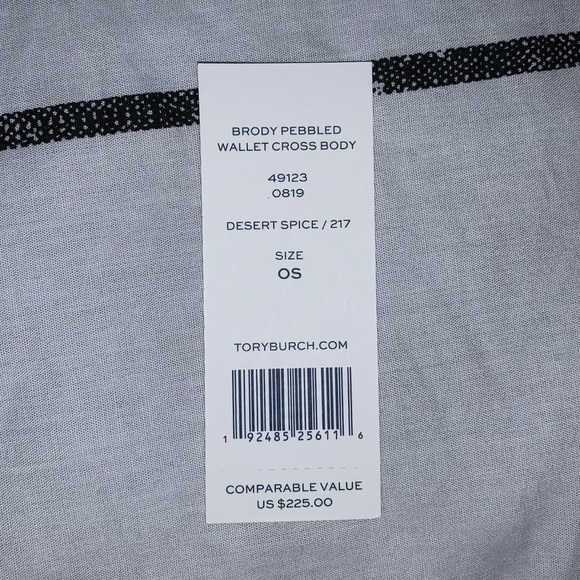 BRODY PEBBLED
WALLET CROSS BODY
49123
0819
DESERT SPICE / 217
SIZE
OS
TORYBURCH.COM
1 92485 25611 6
COMPARABLE VALUE
US $225.00